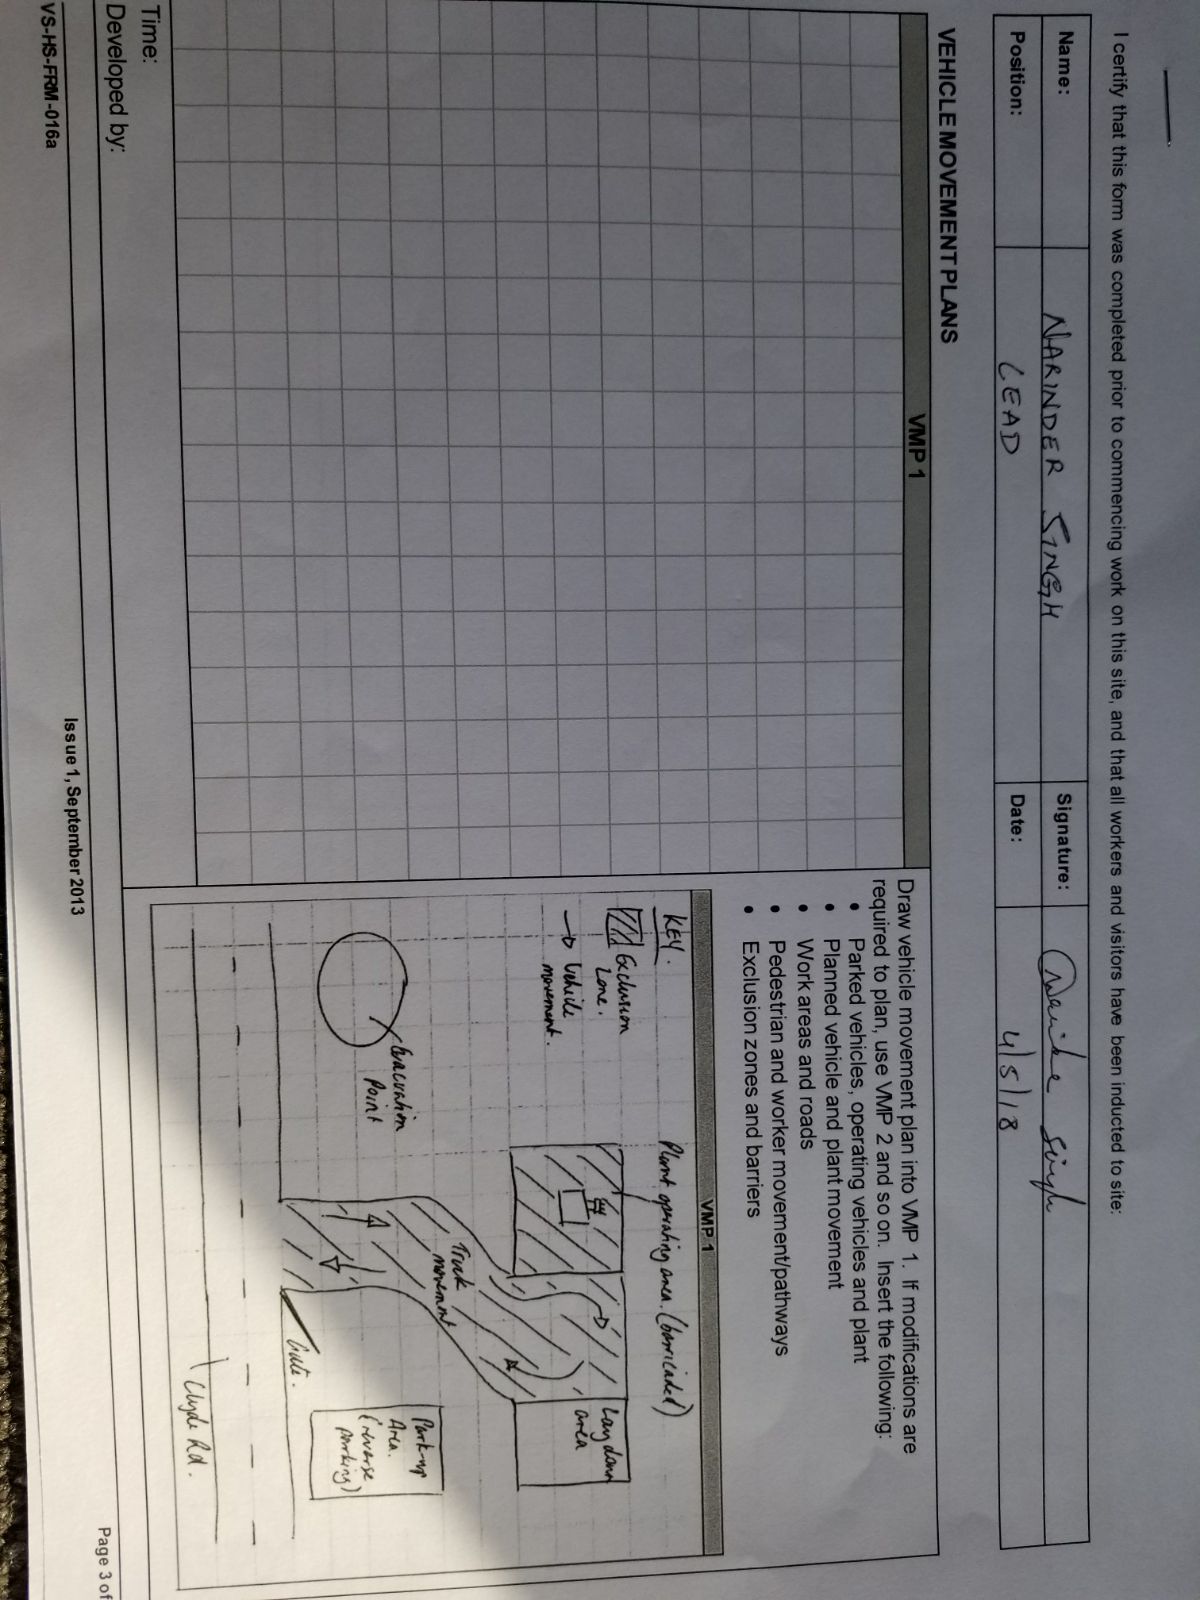 I certify that this form was completed prior to commencing work on this site, and that all workers and visitors have been inducted to site:
Name: NARINDER SINGH Signature:
Position: LEAD Date: 4/5/18
VEHICLE MOVEMENT PLANS
VMP 1
Draw vehicle movement plan into VMP 1. If modifications are
required to plan, use VMP 2 and so on. Insert the following:
• Parked vehicles, operating vehicles and plant
• Planned vehicle and plant movement
• Work areas and roads
• Pedestrian and worker movement/pathways
• Exclusion zones and barriers
VMP 1
KEY.
Exclusion
Zone.
Vehicle
movement.
Plant operating area. (barricaded)
Laydown
area
Truck
movement
Evacuation
Point
Park-up
Area.
(reverse
parking)
Gate.
Clyde Rd.
Time:
Developed by:
VS-HS-FRM-016a
Issue 1, September 2013
Page 3 of